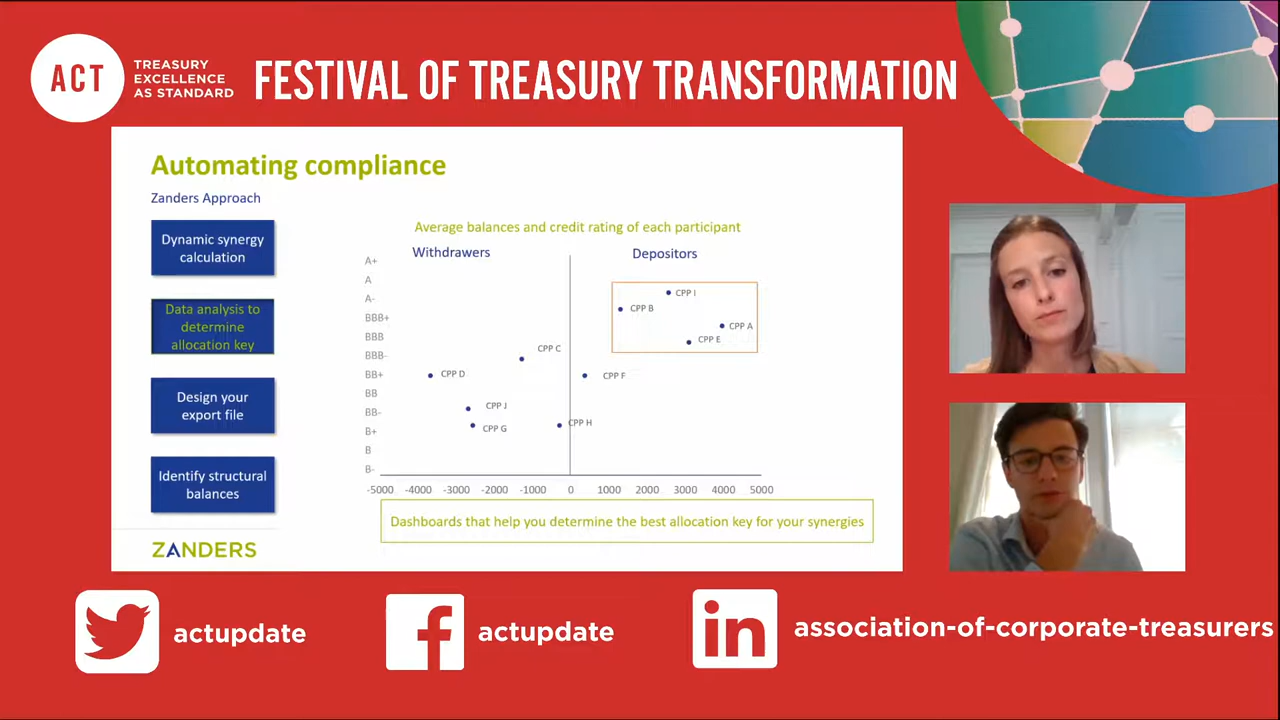 ACT
TREASURY
EXCELLENCE
AS STANDARD
FESTIVAL OF TREASURY TRANSFORMATION
Automating compliance
Zanders Approach
Dynamic synergy
calculation
Data analysis to
determine
allocation key
Design your
export file
Identify structural
balances
ZANDERS
Average balances and credit rating of each participant
Withdrawers
Depositors
A+
A
A-
BBB+
BBB
BBB-
BB+
BB
BB-
B+
B
B-
CPP I
CPP B
CPP A
CPP E
CPP C
CPP D
CPP F
CPP J
CPP H
CPP G
-5000 -4000 -3000 -2000 -1000 0 1000 2000 3000 4000 5000
Dashboards that help you determine the best allocation key for your synergies
actupdate
actupdate
in
association-of-corporate-treasurers